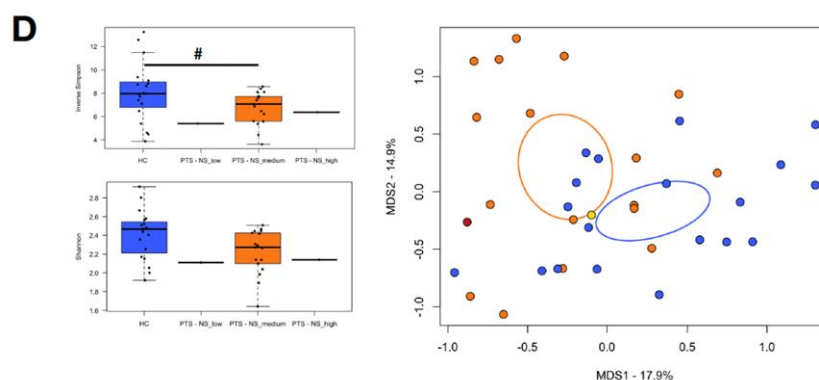 D
#
Inverse Simpson
12
10
8
6
4
HC
PTS - NS_low
PTS - NS_medium
PTS - NS_high
Shannon
2.8
2.6
2.4
2.2
2.0
1.8
1.6
HC
PTS - NS_low
PTS - NS_medium
PTS - NS_high
MDS2 - 14.9%
1.0
0.5
0.0
-0.5
-1.0
-1.0
-0.5
0.0
0.5
1.0
MDS1 - 17.9%